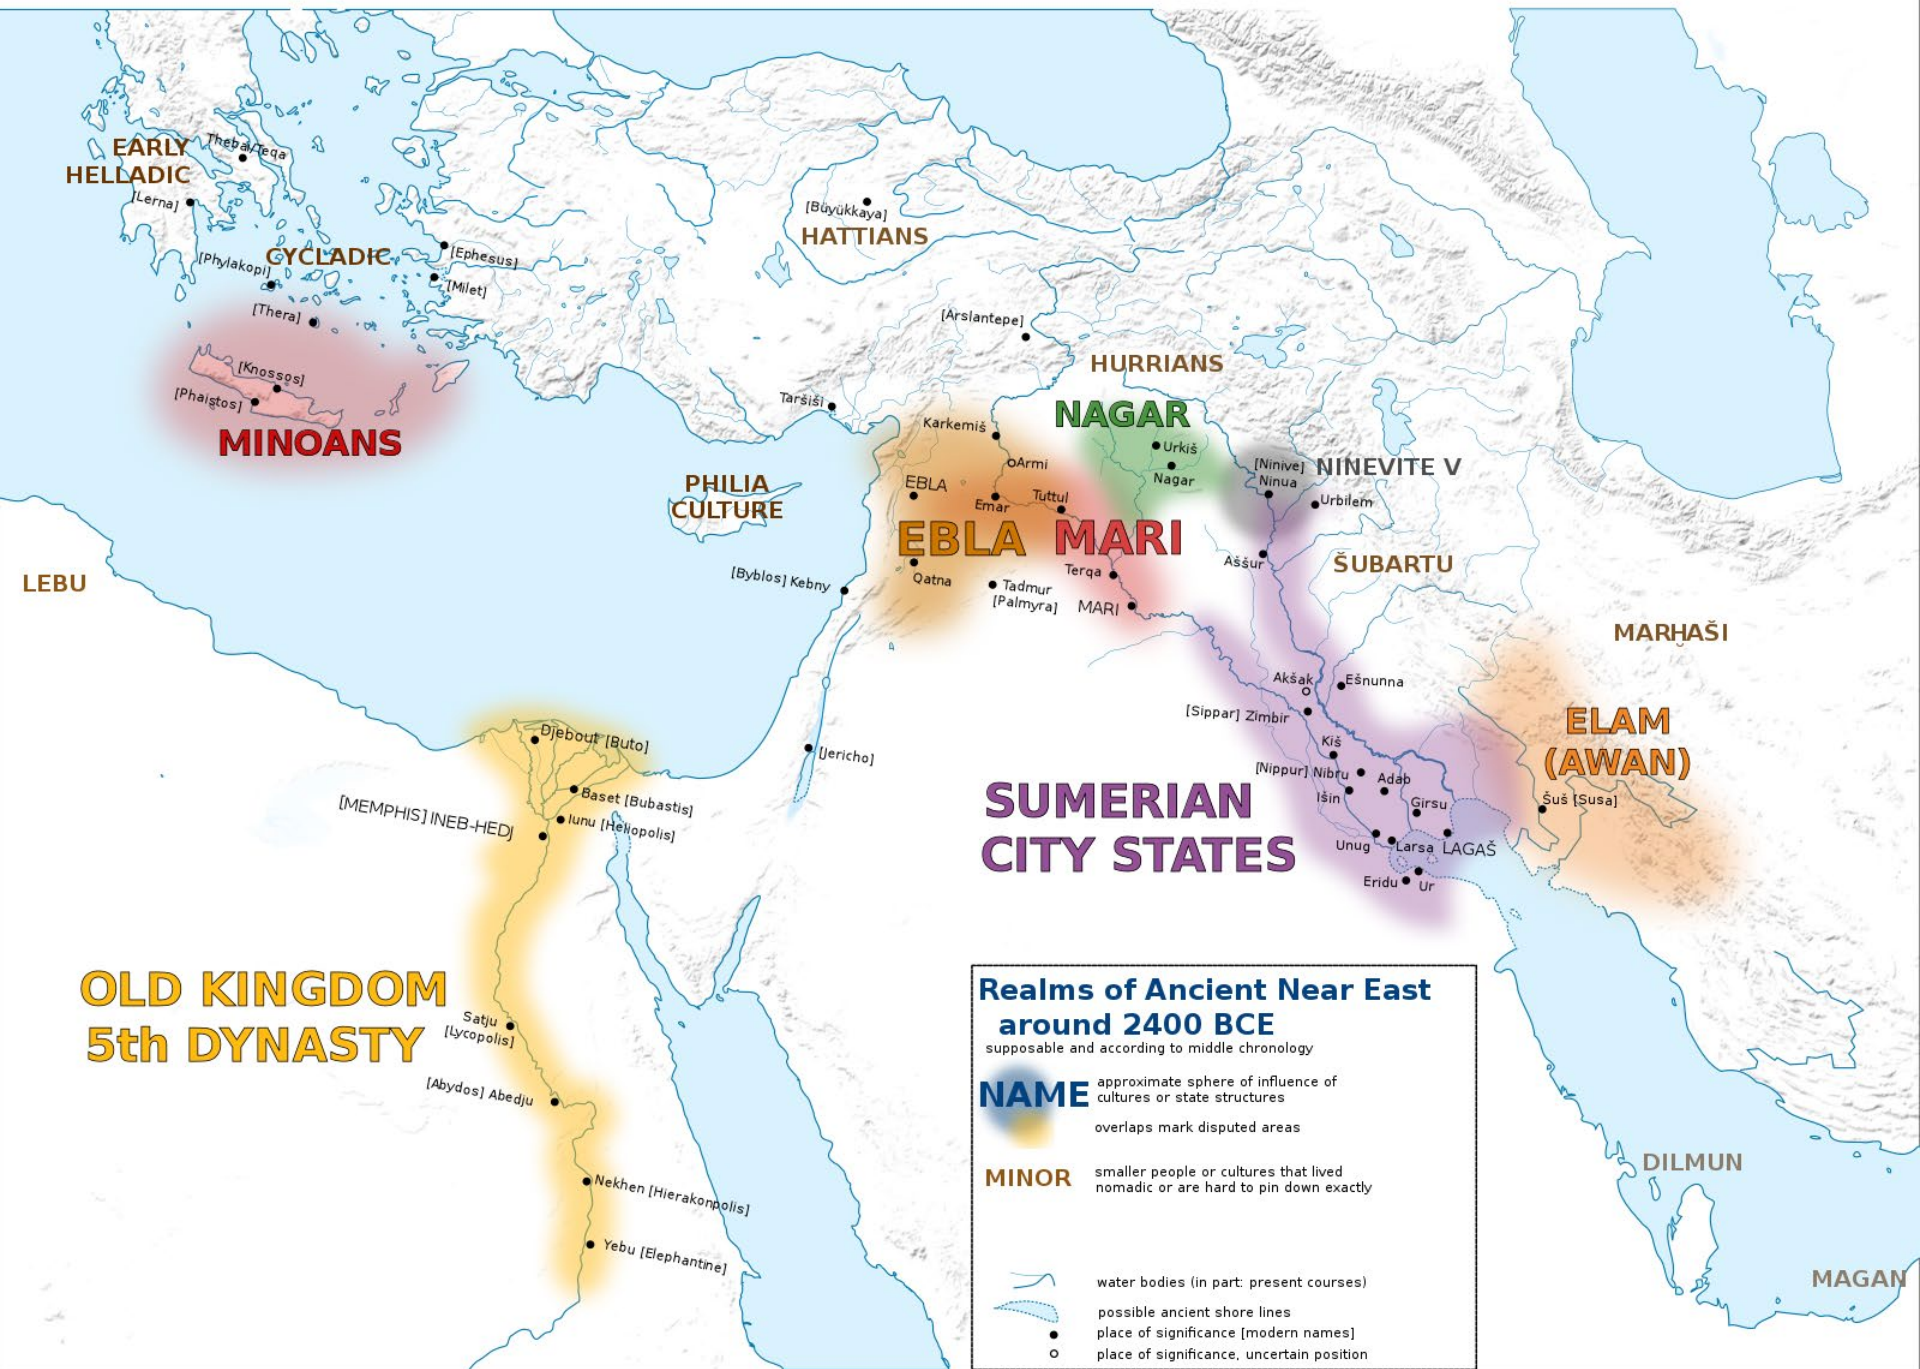 EARLY
HELLADIC
Thebai/Teqa
[Lerna]
[Büyükkaya]
HATTIANS
CYCLADIC
[Phylakopi]
[Ephesus]
[Milet]
[Thera]
[Knossos]
[Phaistos]
MINOANS
[Arslantepe]
HURRIANS
Taršiši
NAGAR
Karkemiš
Urkiš
Armi
Nagar
[Ninive]
Ninua
NINEVITE V
Urbilem
EBLA
Emar
Tuttul
PHILIA
CULTURE
EBLA
MARI
Aššur
ŠUBARTU
LEBU
[Byblos] Kebny
Qatna
Tadmur
[Palmyra]
Terqa
MARI
MARHAŠI
Akšak
Ešnunna
[Sippar] Zimbir
ELAM
(AWAN)
Djebout [Buto]
[Jericho]
Kiš
[Nippur] Nibru
Adab
Išin
Girsu
Šuš [Susa]
SUMERIAN
CITY STATES
Baset [Bubastis]
[MEMPHIS] INEB-HEDJ
Iunu [Heliopolis]
Unug
Larsa
LAGAŠ
Eridu
Ur
OLD KINGDOM
5th DYNASTY
Satju
[Lycopolis]
[Abydos] Abedju
Nekhen [Hierakonpolis]
Yebu [Elephantine]
DILMUN
MAGAN
Realms of Ancient Near East
around 2400 BCE
supposable and according to middle chronology
NAME
approximate sphere of influence of
cultures or state structures
overlaps mark disputed areas
MINOR
smaller people or cultures that lived
nomadic or are hard to pin down exactly
water bodies (in part: present courses)
possible ancient shore lines
place of significance [modern names]
place of significance, uncertain position